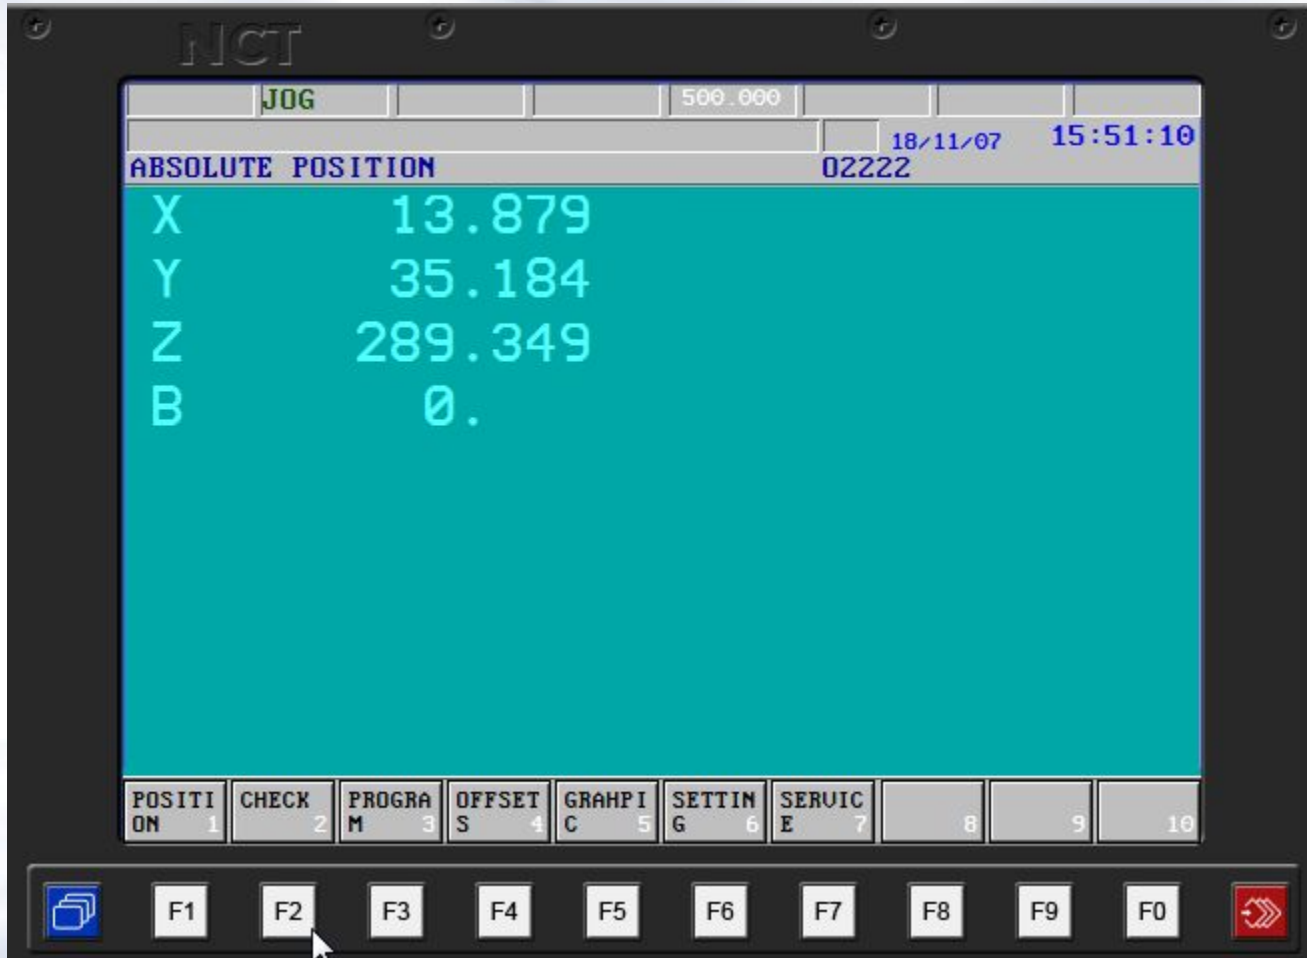 NCT
JOG 500.000
18/11/07 15:51:10
ABSOLUTE POSITION O2222
X 13.879
Y 35.184
Z 289.349
B 0.
POSITI CHECK PROGRA OFFSET GRAHPI SETTIN SERVIC
ON 1 2 M 3 S 4 C 5 G 6 E 7 8 9 10
F1 F2 F3 F4 F5 F6 F7 F8 F9 F0